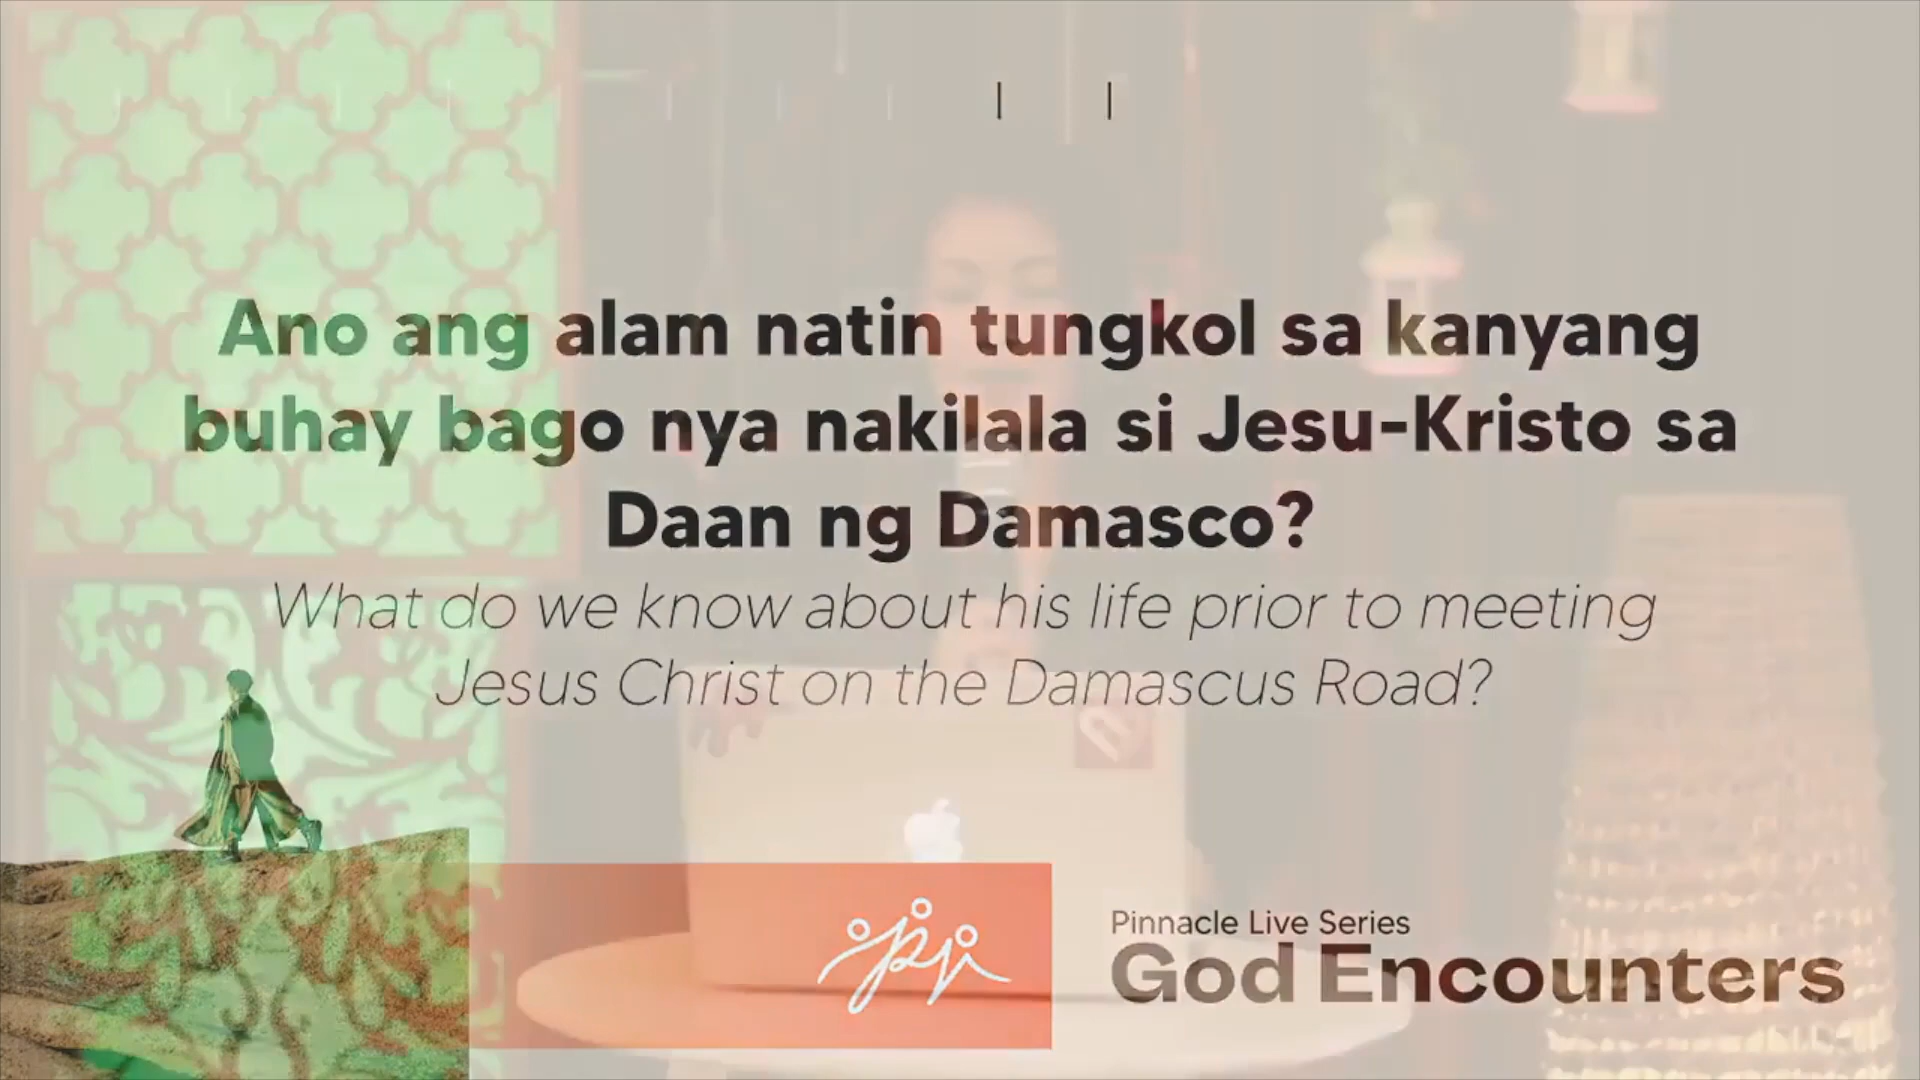 Ano ang alam natin tungkol sa kanyang
buhay bago nya nakilala si Jesu-Kristo sa
Daan ng Damasco?
What do we know about his life prior to meeting
Jesus Christ on the Damascus Road?
Pinnacle Live Series
God Encounters